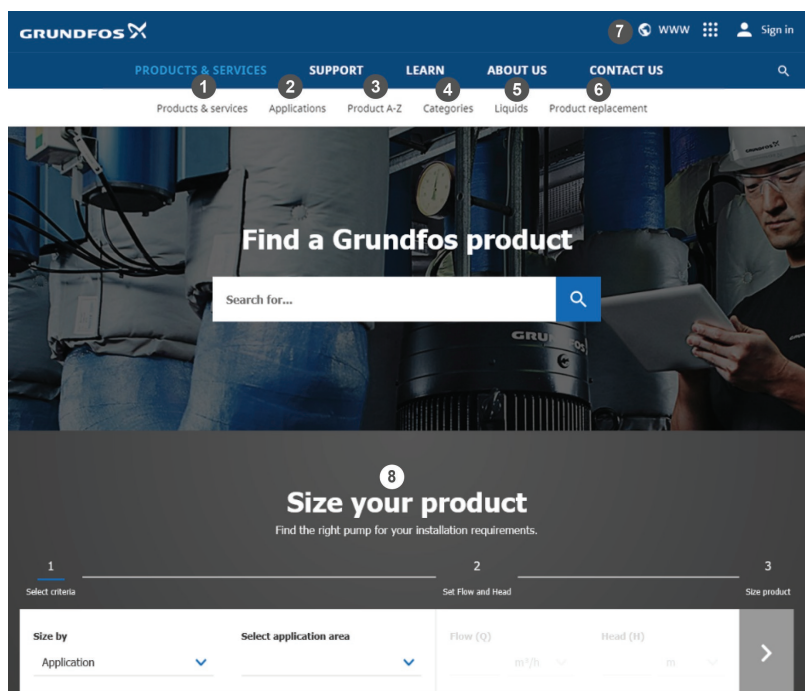 GRUNDFOS
7 WWW Sign in
PRODUCTS & SERVICES SUPPORT LEARN ABOUT US CONTACT US
1 2 3 4 5 6
Products & services Applications Product A-Z Categories Liquids Product replacement
GRUNDFOS
Find a Grundfos product
Search for...
8
Size your product
Find the right pump for your installation requirements.
1 2 3
Select criteria Set Flow and Head Size product
Size by Select application area Flow (Q) Head (H)
Application m³/h m